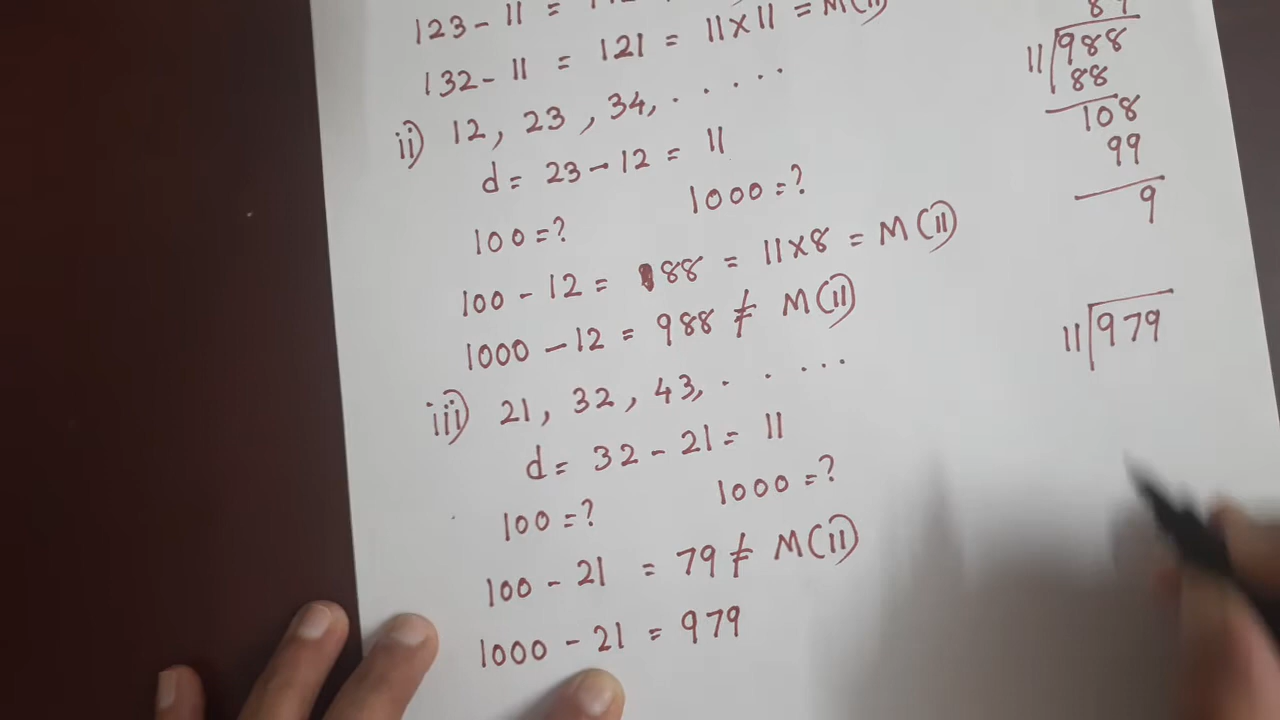 123 - 11 =
132 - 11 = 121 = 11 x 11 = M(11)
ii) 12, 23, 34, . . . . .
d = 23 - 12 = 11
100 = ? 1000 = ?
100 - 12 = 88 = 11 x 8 = M(11)
1000 - 12 = 988 ≠ M(11)
iii) 21, 32, 43, . . . . .
d = 32 - 21 = 11
100 = ? 1000 = ?
100 - 21 = 79 ≠ M(11)
1000 - 21 = 979
11 988
88
108
99
9
11 979